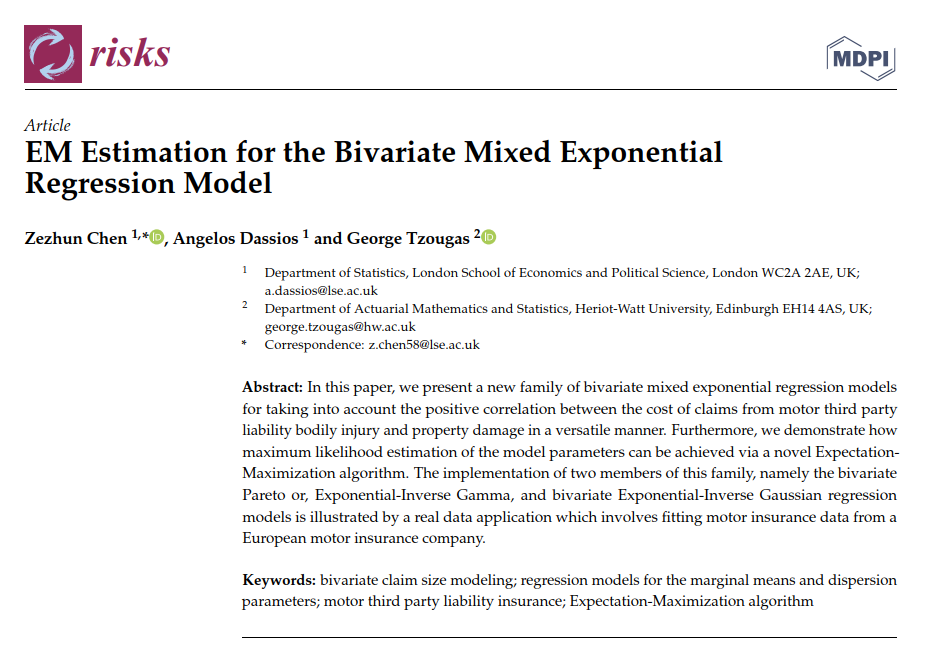 risks
MDPI
Article
EM Estimation for the Bivariate Mixed Exponential
Regression Model
Zezhun Chen 1,* iD, Angelos Dassios 1 and George Tzougas 2 iD
1 Department of Statistics, London School of Economics and Political Science, London WC2A 2AE, UK;
a.dassios@lse.ac.uk
2 Department of Actuarial Mathematics and Statistics, Heriot-Watt University, Edinburgh EH14 4AS, UK;
george.tzougas@hw.ac.uk
* Correspondence: z.chen58@lse.ac.uk
Abstract: In this paper, we present a new family of bivariate mixed exponential regression models
for taking into account the positive correlation between the cost of claims from motor third party
liability bodily injury and property damage in a versatile manner. Furthermore, we demonstrate how
maximum likelihood estimation of the model parameters can be achieved via a novel Expectation-
Maximization algorithm. The implementation of two members of this family, namely the bivariate
Pareto or, Exponential-Inverse Gamma, and bivariate Exponential-Inverse Gaussian regression
models is illustrated by a real data application which involves fitting motor insurance data from a
European motor insurance company.
Keywords: bivariate claim size modeling; regression models for the marginal means and dispersion
parameters; motor third party liability insurance; Expectation-Maximization algorithm